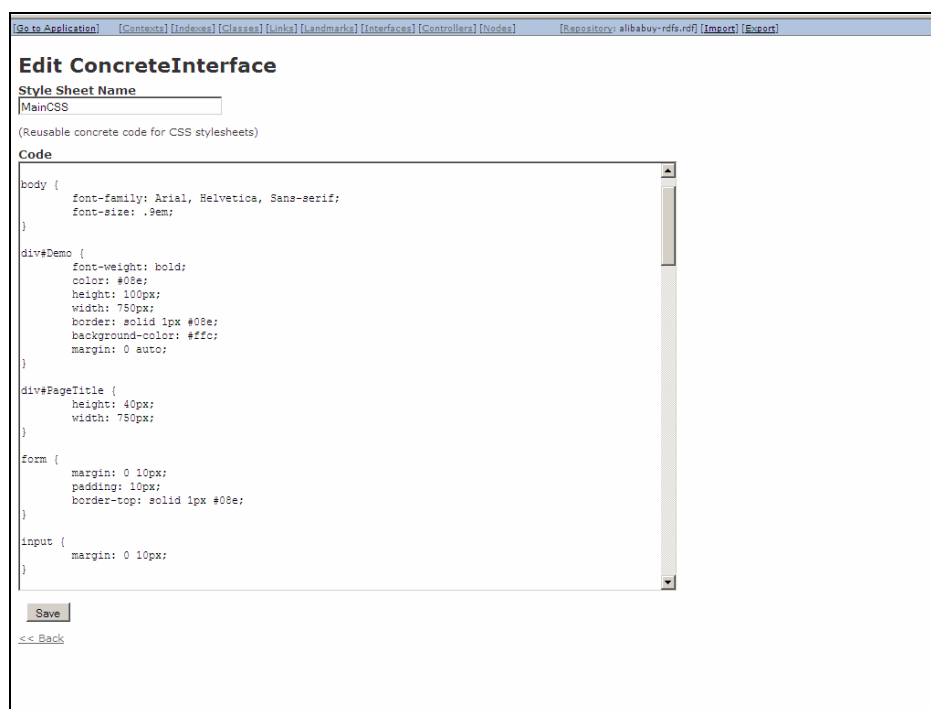 [Go to Application] [Contexts] [Indexes] [Classes] [Links] [Landmarks] [Interfaces] [Controllers] [Nodes] [Repository: alibabuy-rdfs.rdf] [Import] [Export]
Edit ConcreteInterface
Style Sheet Name
MainCSS
(Reusable concrete code for CSS stylesheets)
Code
body {
font-family: Arial, Helvetica, Sans-serif;
font-size: .9em;
}
div#Demo {
font-weight: bold;
color: #08e;
height: 100px;
width: 750px;
border: solid 1px #08e;
background-color: #ffc;
margin: 0 auto;
}
div#PageTitle {
height: 40px;
width: 750px;
}
form {
margin: 0 10px;
padding: 10px;
border-top: solid 1px #08e;
}
input {
margin: 0 10px;
}
Save
<< Back